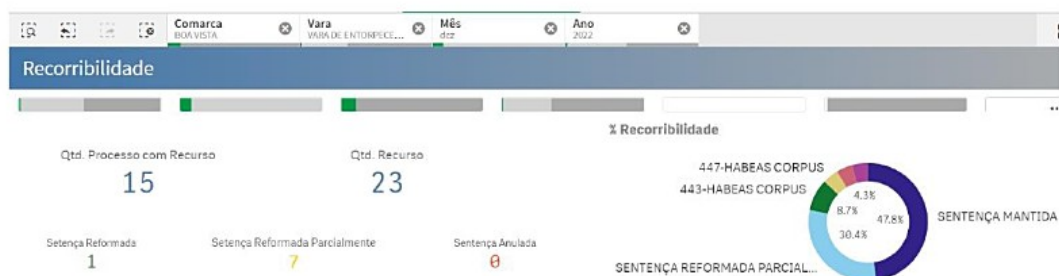 Comarca
BOA VISTA
Vara
VARA DE ENTORPECE...
Mês
dez
Ano
2022
Recorribilidade
...
% Recorribilidade
Qtd. Processo com Recurso
15
Qtd. Recurso
23
447-HABEAS CORPUS
443-HABEAS CORPUS
4.3%
8.7%
47.8%
30.4%
SENTENÇA MANTIDA
SENTENÇA REFORMADA PARCIAL...
Setença Reformada
1
Setença Reformada Parcialmente
7
Sentença Anulada
0